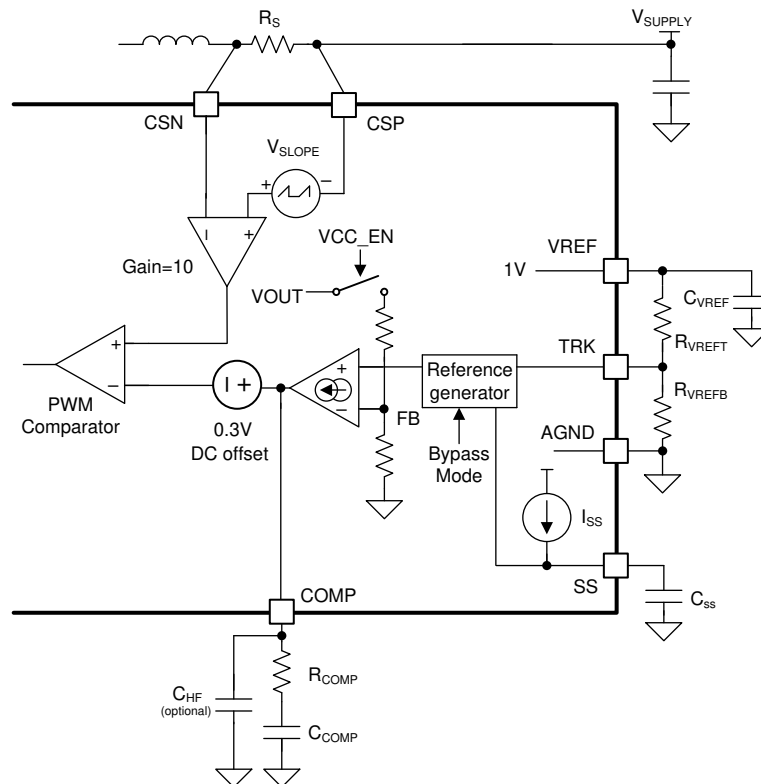 R_S
V_SUPPLY
CSN
CSP
V_SLOPE
+ −
− +
Gain=10
VCC_EN
VOUT
VREF
1V
C_VREF
R_VREFT
TRK
+
−
PWM
Comparator
− +
0.3V
DC offset
+
−
FB
Reference
generator
Bypass
Mode
R_VREFB
AGND
I_SS
SS
C_ss
COMP
R_COMP
C_HF
(optional)
C_COMP